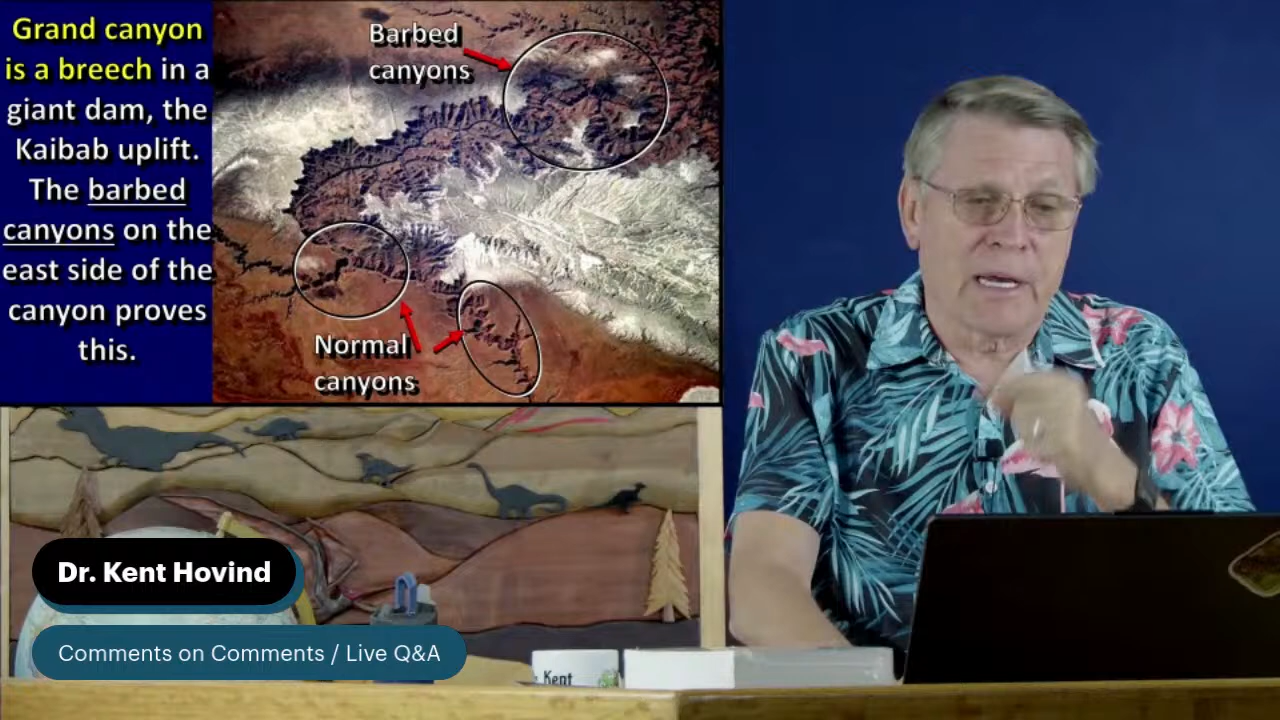 Grand canyon
is a breech in a
giant dam, the
Kaibab uplift.
The barbed
canyons on the
east side of the
canyon proves
this.
Barbed
canyons
Normal
canyons
Dr. Kent Hovind
Comments on Comments / Live Q&A
Kent